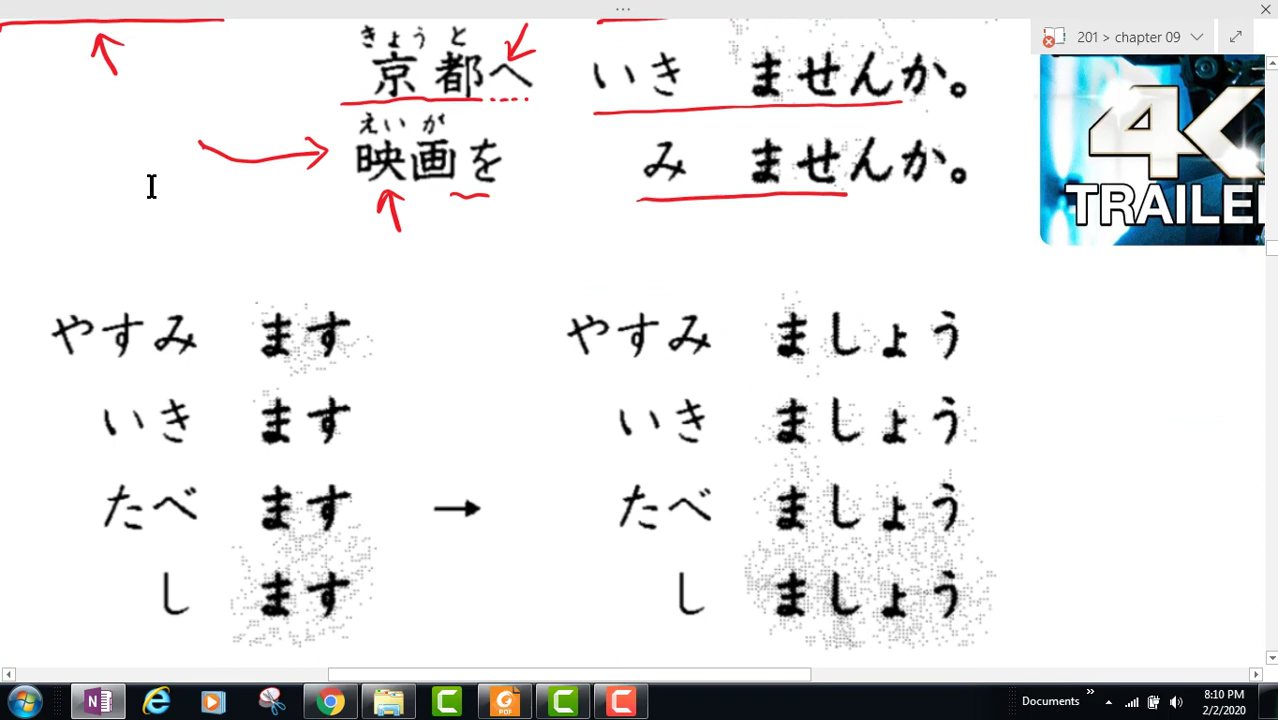 …
201 > chapter 09
きょうと
京都へ いきませんか。
えいが
映画を みませんか。
4K
TRAILE
やすみ ます やすみ ましょう
いき ます いき ましょう
たべ ます → たべ ましょう
し ます し ましょう
Documents »
8:10 PM
2/2/2020